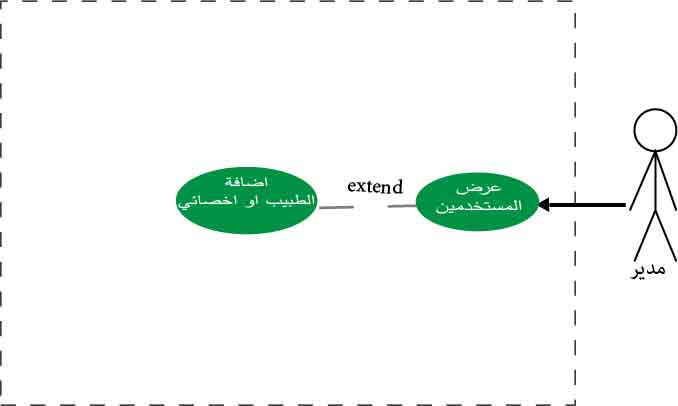 اضافة
الطبيب او اخصائي
extend
عرض
المستخدمين
مدير